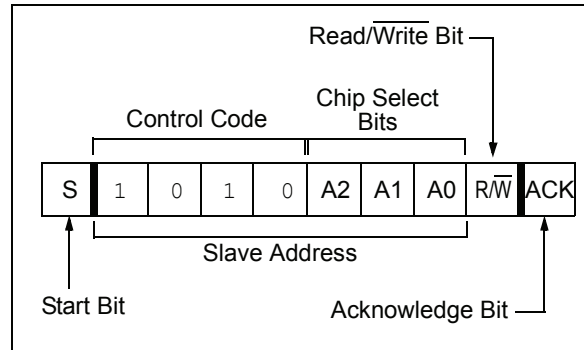 Read/Write Bit
Chip Select
Bits
Control Code
S 1 0 1 0 A2 A1 A0 R/W ACK
Slave Address
Start Bit
Acknowledge Bit